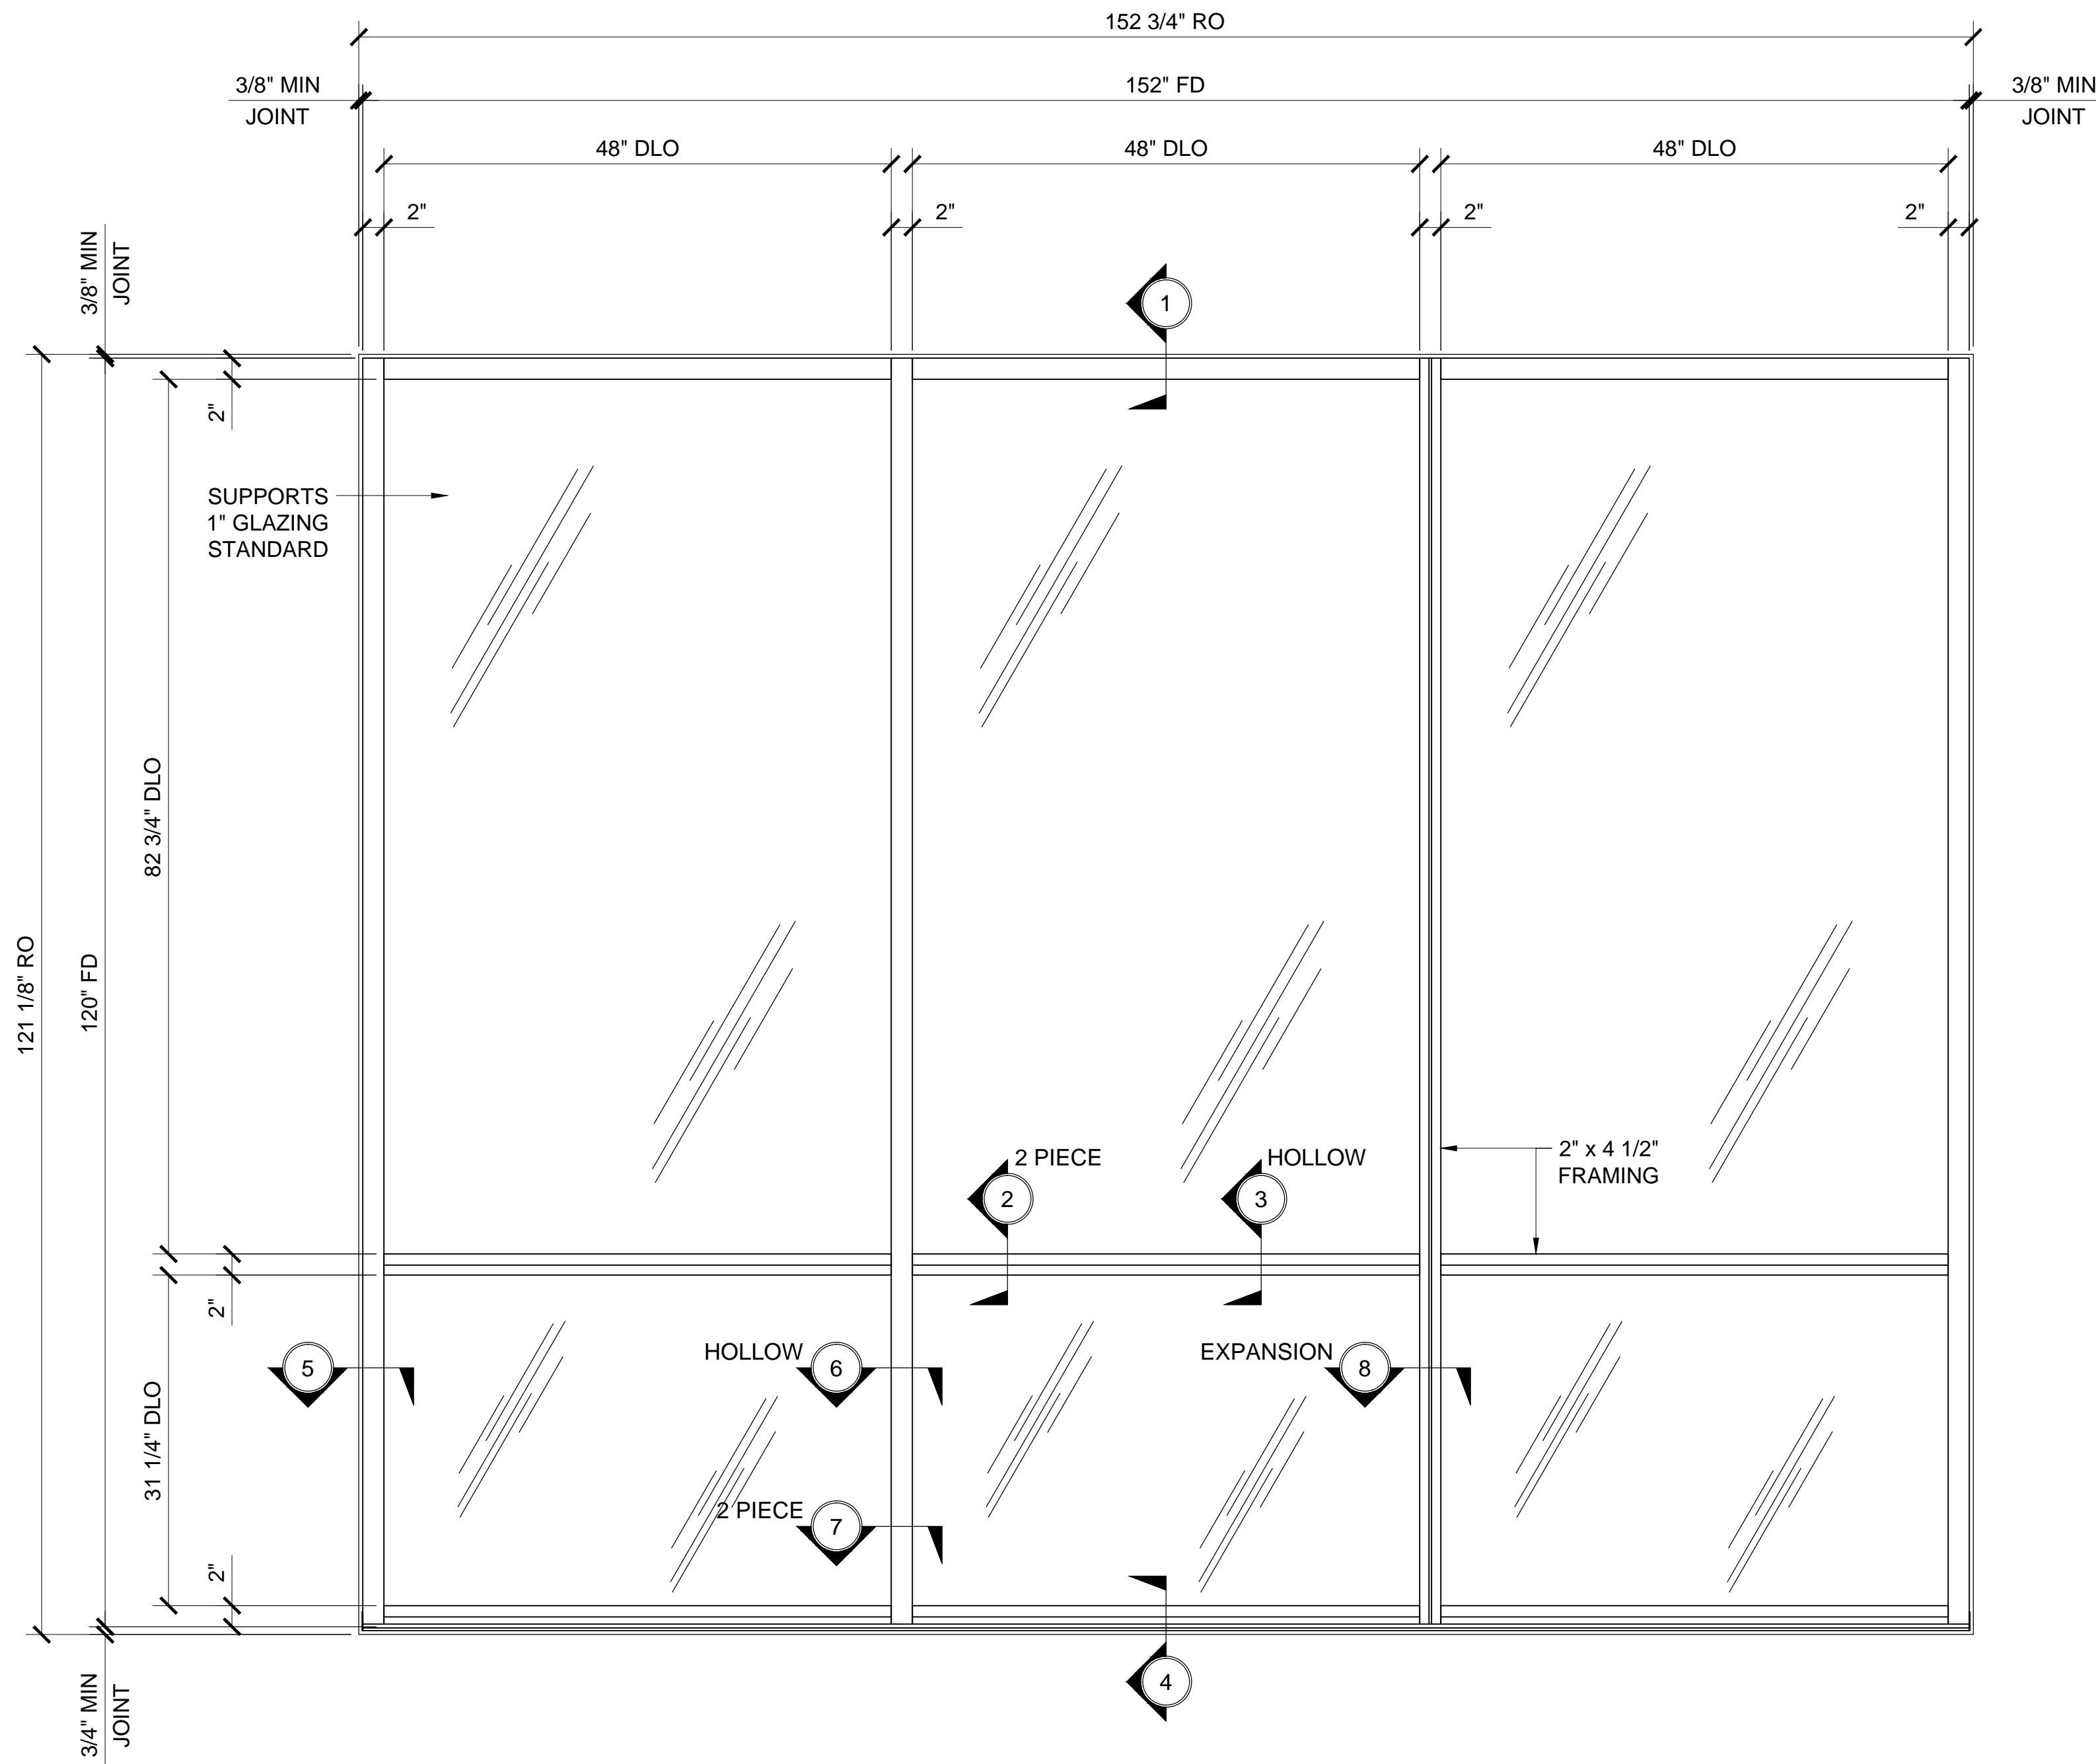 152 3/4" RO
3/8" MIN
JOINT
152" FD
3/8" MIN
JOINT
48" DLO
48" DLO
48" DLO
2"
2"
2"
2"
3/8" MIN
JOINT
1
2"
SUPPORTS
1" GLAZING
STANDARD
82 3/4" DLO
121 1/8" RO
120" FD
2 PIECE
2
HOLLOW
3
2" x 4 1/2"
FRAMING
2"
5
HOLLOW
6
EXPANSION
8
31 1/4" DLO
2 PIECE
7
2"
4
3/4" MIN
JOINT